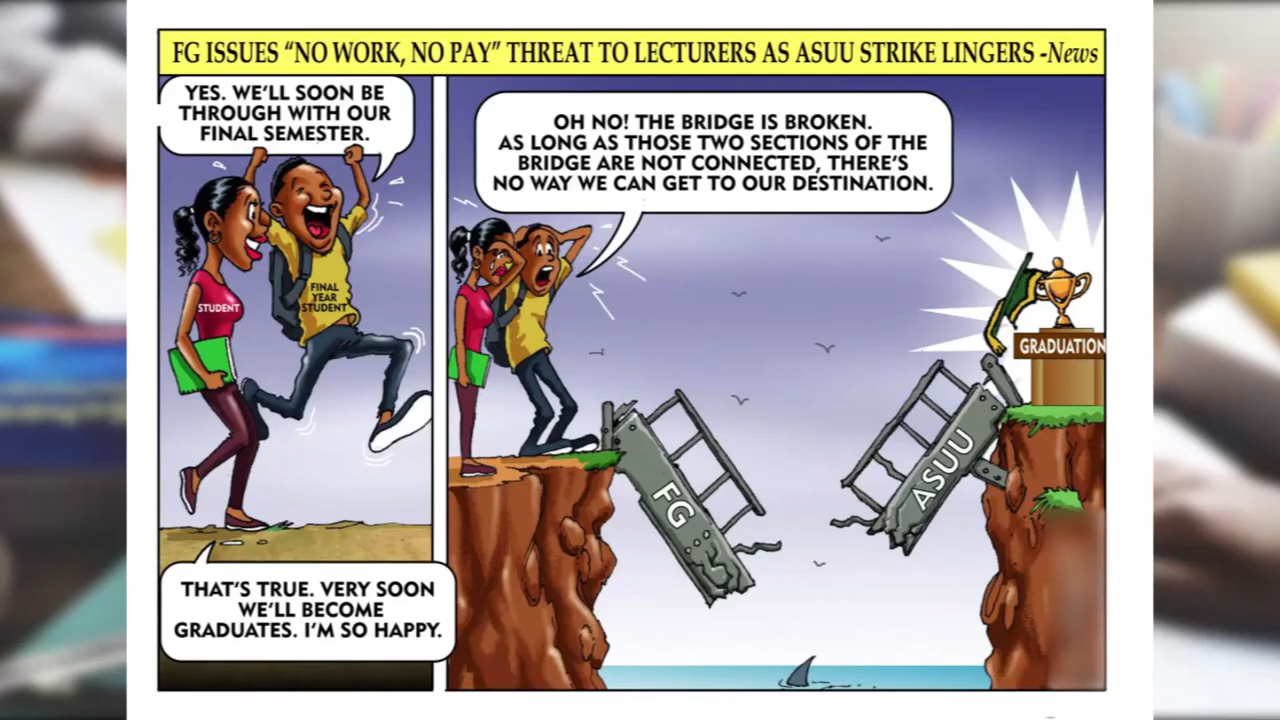 FG ISSUES “NO WORK, NO PAY” THREAT TO LECTURERS AS ASUU STRIKE LINGERS -News
YES. WE'LL SOON BE
THROUGH WITH OUR
FINAL SEMESTER.
STUDENT
FINAL
YEAR
STUDENT
THAT'S TRUE. VERY SOON
WE'LL BECOME
GRADUATES. I'M SO HAPPY.
OH NO! THE BRIDGE IS BROKEN.
AS LONG AS THOSE TWO SECTIONS OF THE
BRIDGE ARE NOT CONNECTED, THERE'S
NO WAY WE CAN GET TO OUR DESTINATION.
GRADUATION
FG
ASUU